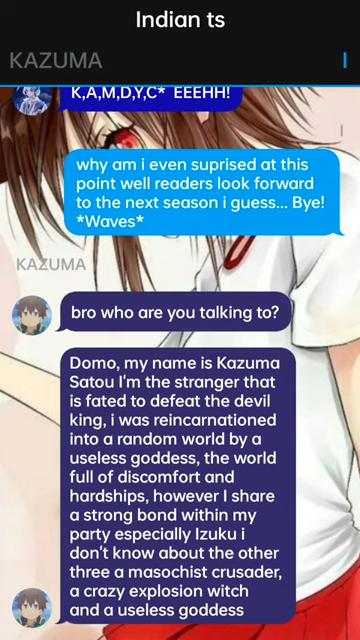 Indian ts
KAZUMA
K,A,M,D,Y,C* EEEHH!
why am i even suprised at this
point well readers look forward
to the next season i guess... Bye!
*Waves*
KAZUMA
bro who are you talking to?
Domo, my name is Kazuma
Satou I'm the stranger that
is fated to defeat the devil
king, i was reincarnationed
into a random world by a
useless goddess, the world
full of discomfort and
hardships, however I share
a strong bond within my
party especially Izuku i
don't know about the other
three a masochist crusader,
a crazy explosion witch
and a useless goddess